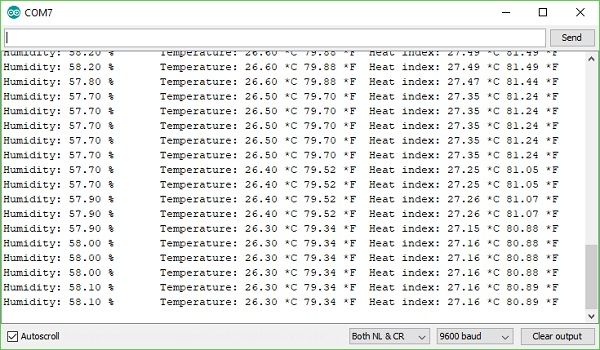 COM7
Send
Humidity: 58.20 % Temperature: 26.60 *C 79.88 *F Heat index: 27.49 *C 81.49 *F
Humidity: 58.20 % Temperature: 26.60 *C 79.88 *F Heat index: 27.49 *C 81.49 *F
Humidity: 57.80 % Temperature: 26.60 *C 79.88 *F Heat index: 27.47 *C 81.44 *F
Humidity: 57.70 % Temperature: 26.50 *C 79.70 *F Heat index: 27.35 *C 81.24 *F
Humidity: 57.70 % Temperature: 26.50 *C 79.70 *F Heat index: 27.35 *C 81.24 *F
Humidity: 57.70 % Temperature: 26.50 *C 79.70 *F Heat index: 27.35 *C 81.24 *F
Humidity: 57.70 % Temperature: 26.50 *C 79.70 *F Heat index: 27.35 *C 81.24 *F
Humidity: 57.70 % Temperature: 26.50 *C 79.70 *F Heat index: 27.35 *C 81.24 *F
Humidity: 57.70 % Temperature: 26.40 *C 79.52 *F Heat index: 27.25 *C 81.05 *F
Humidity: 57.70 % Temperature: 26.40 *C 79.52 *F Heat index: 27.25 *C 81.05 *F
Humidity: 57.90 % Temperature: 26.40 *C 79.52 *F Heat index: 27.26 *C 81.07 *F
Humidity: 57.90 % Temperature: 26.40 *C 79.52 *F Heat index: 27.26 *C 81.07 *F
Humidity: 57.90 % Temperature: 26.30 *C 79.34 *F Heat index: 27.15 *C 80.88 *F
Humidity: 58.00 % Temperature: 26.30 *C 79.34 *F Heat index: 27.16 *C 80.88 *F
Humidity: 58.00 % Temperature: 26.30 *C 79.34 *F Heat index: 27.16 *C 80.88 *F
Humidity: 58.00 % Temperature: 26.30 *C 79.34 *F Heat index: 27.16 *C 80.88 *F
Humidity: 58.10 % Temperature: 26.30 *C 79.34 *F Heat index: 27.16 *C 80.89 *F
Humidity: 58.10 % Temperature: 26.30 *C 79.34 *F Heat index: 27.16 *C 80.89 *F
Autoscroll Both NL & CR 9600 baud Clear output